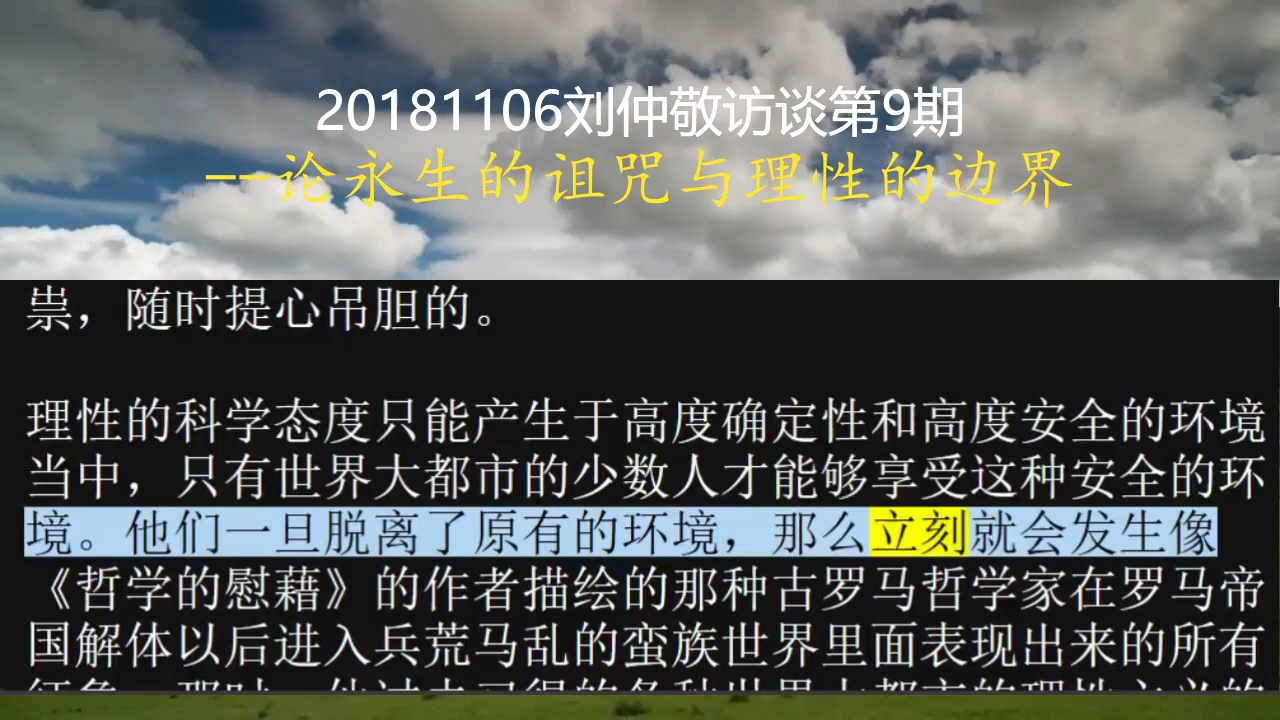 20181106刘仲敬访谈第9期
--论永生的诅咒与理性的边界
祟，随时提心吊胆的。
理性的科学态度只能产生于高度确定性和高度安全的环境
当中，只有世界大都市的少数人才能够享受这种安全的环
境。他们一旦脱离了原有的环境，那么立刻就会发生像
《哲学的慰藉》的作者描绘的那种古罗马哲学家在罗马帝
国解体以后进入兵荒马乱的蛮族世界里面表现出来的所有